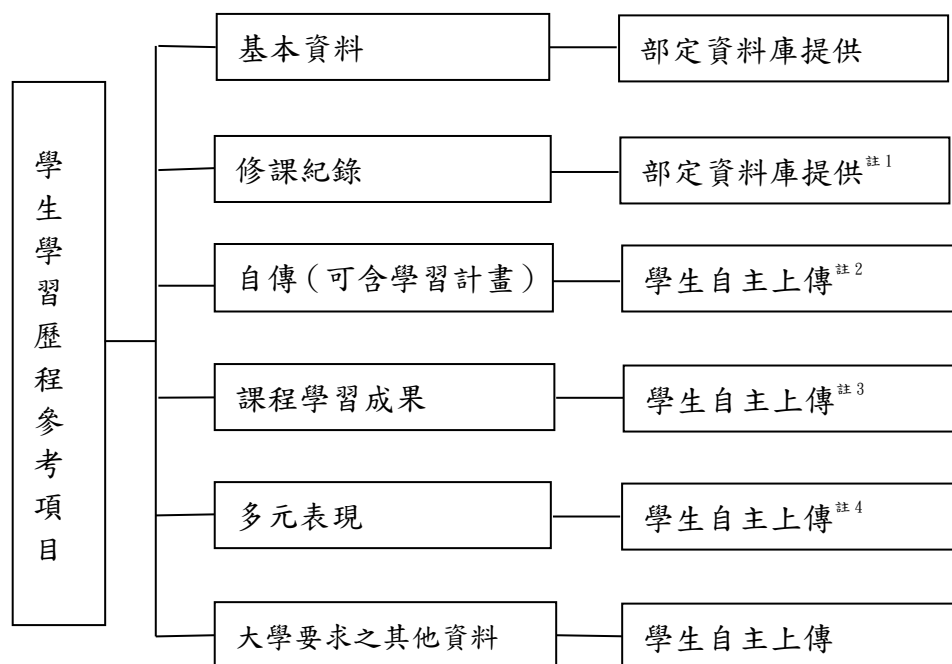 學生學習歷程參考項目
基本資料
部定資料庫提供
修課紀錄
部定資料庫提供註1
自傳(可含學習計畫)
學生自主上傳註2
課程學習成果
學生自主上傳註3
多元表現
學生自主上傳註4
大學要求之其他資料
學生自主上傳